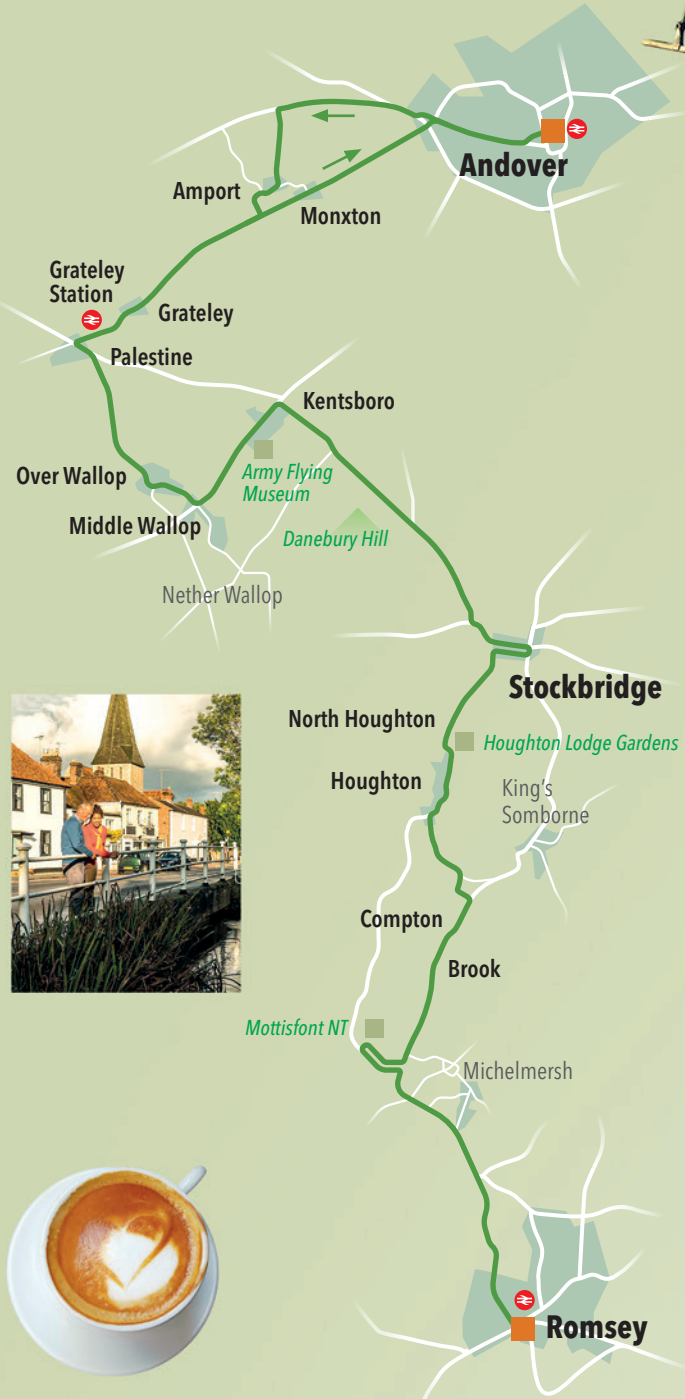 Andover
Amport
Monxton
Grateley
Station
Grateley
Palestine
Kentsboro
Over Wallop
Army Flying
Museum
Middle Wallop
Danebury Hill
Nether Wallop
Stockbridge
North Houghton
Houghton Lodge Gardens
Houghton
King's
Somborne
Compton
Brook
Mottisfont NT
Michelmersh
Romsey